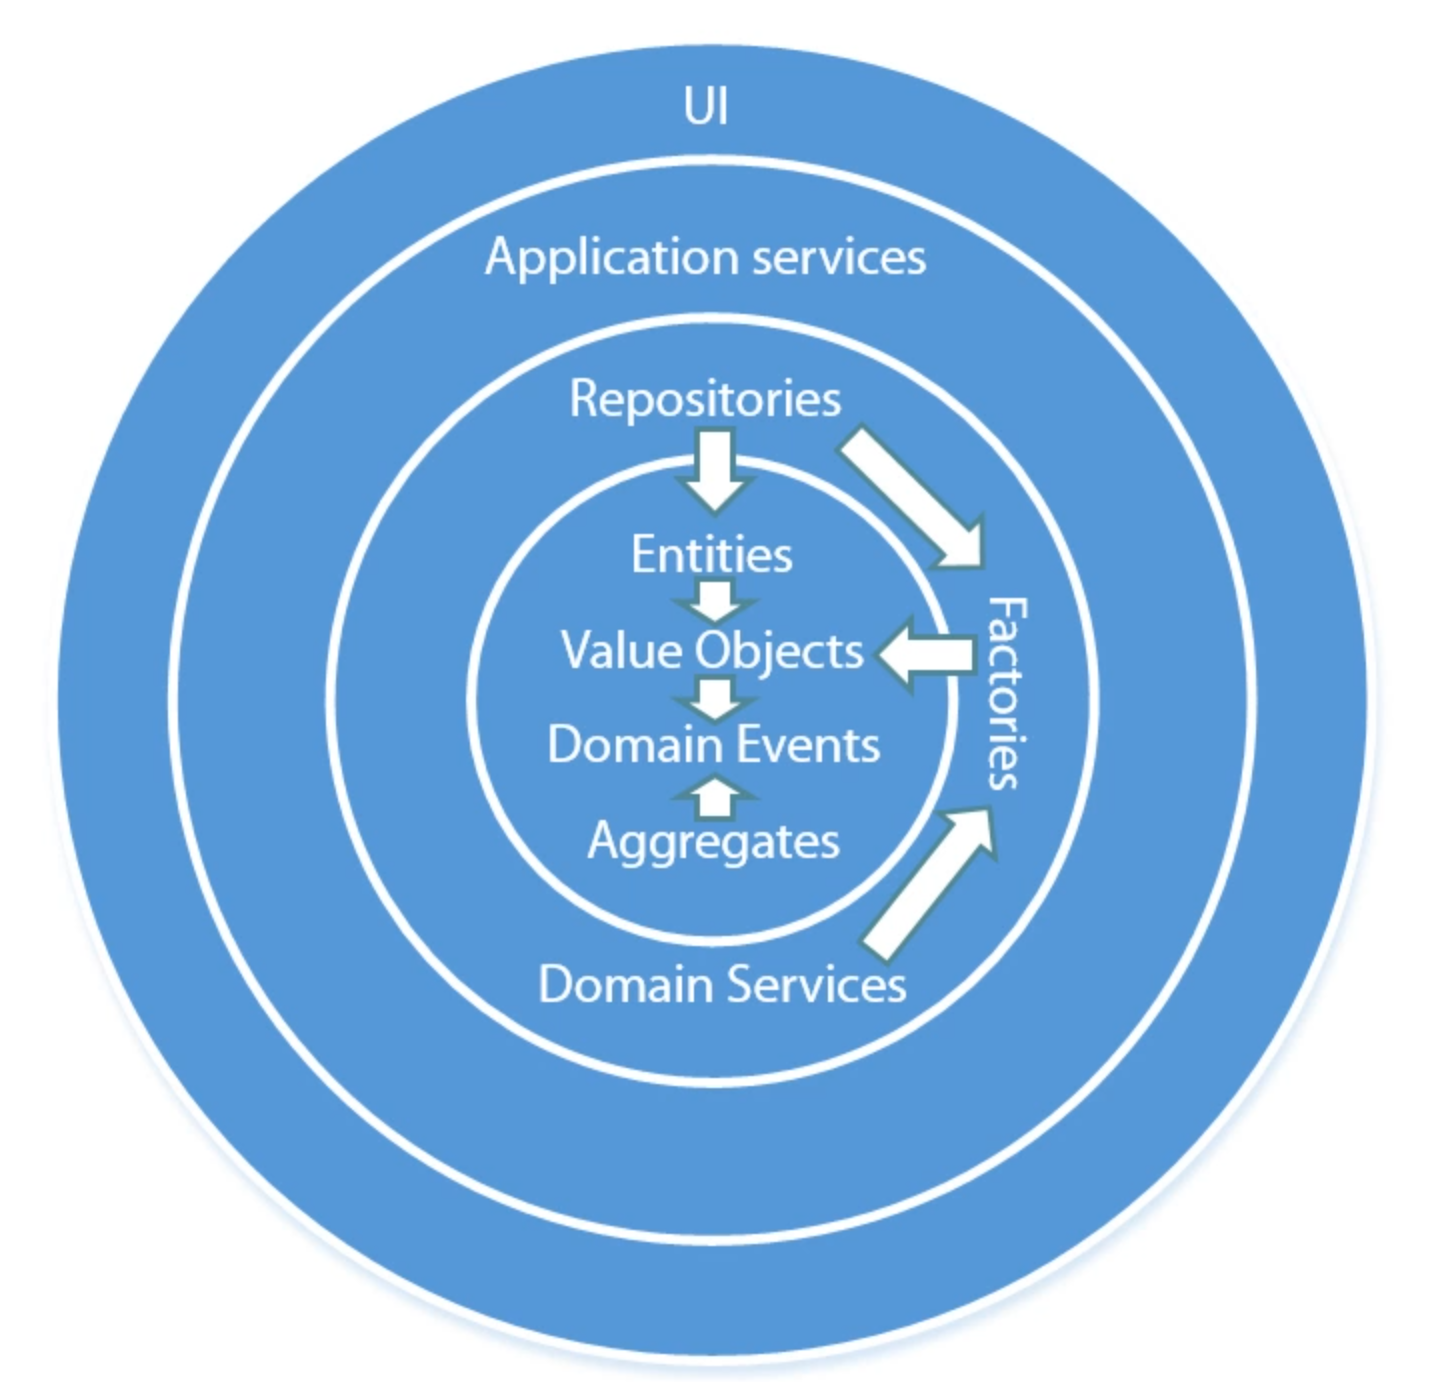 UI
Application services
Repositories
Entities
Value Objects
Factories
Domain Events
Aggregates
Domain Services